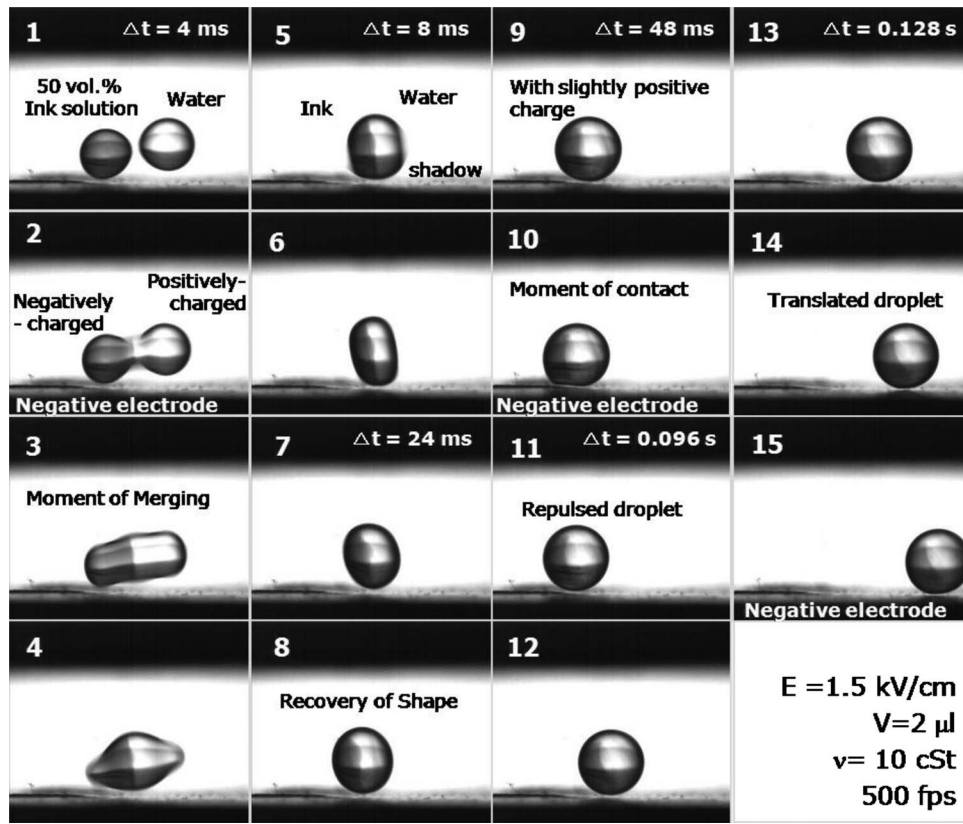 1
△t = 4 ms
50 vol.%
Ink solution
Water
2
Positively-
charged
Negatively
- charged
Negative electrode
3
Moment of Merging
4
5
△t = 8 ms
Ink
Water
shadow
6
7
△t = 24 ms
8
Recovery of Shape
9
△t = 48 ms
With slightly positive
charge
10
Moment of contact
Negative electrode
11
△t = 0.096 s
Repulsed droplet
12
13
△t = 0.128 s
14
Translated droplet
15
Negative electrode
E =1.5 kV/cm
V=2 µl
ν= 10 cSt
500 fps